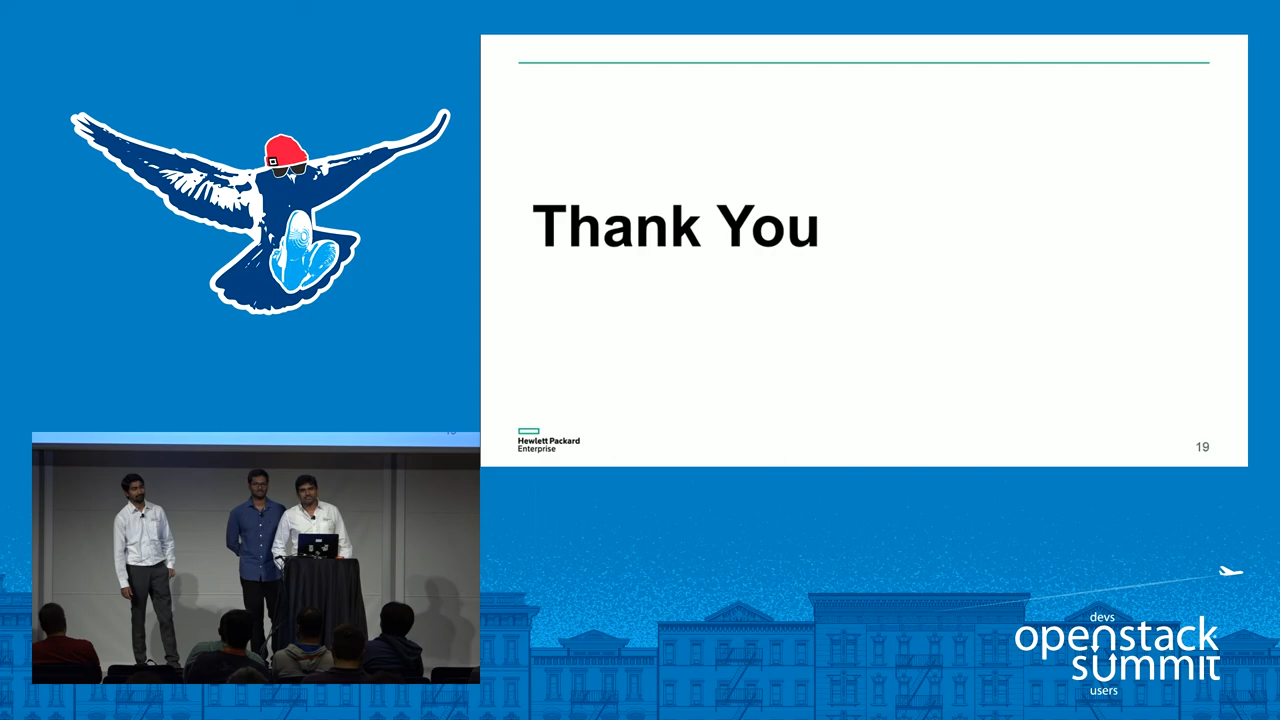 Thank You
Hewlett Packard
Enterprise
19
devs
openstack
summit
users